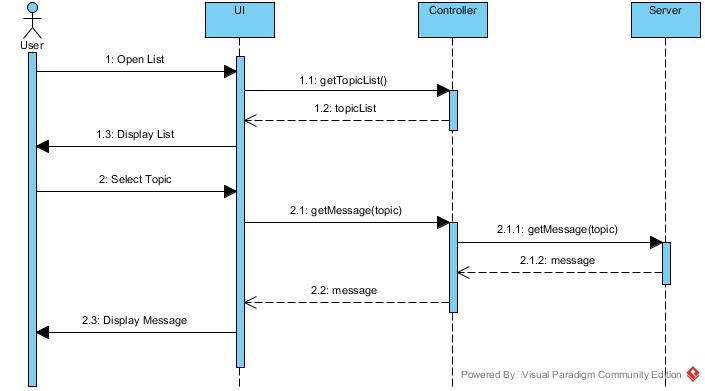 UI
Controller
Server
User
1: Open List
1.1: getTopicList()
1.2: topicList
1.3: Display List
2: Select Topic
2.1: getMessage(topic)
2.1.1: getMessage(topic)
2.1.2: message
2.2: message
2.3: Display Message
Powered By Visual Paradigm Community Edition